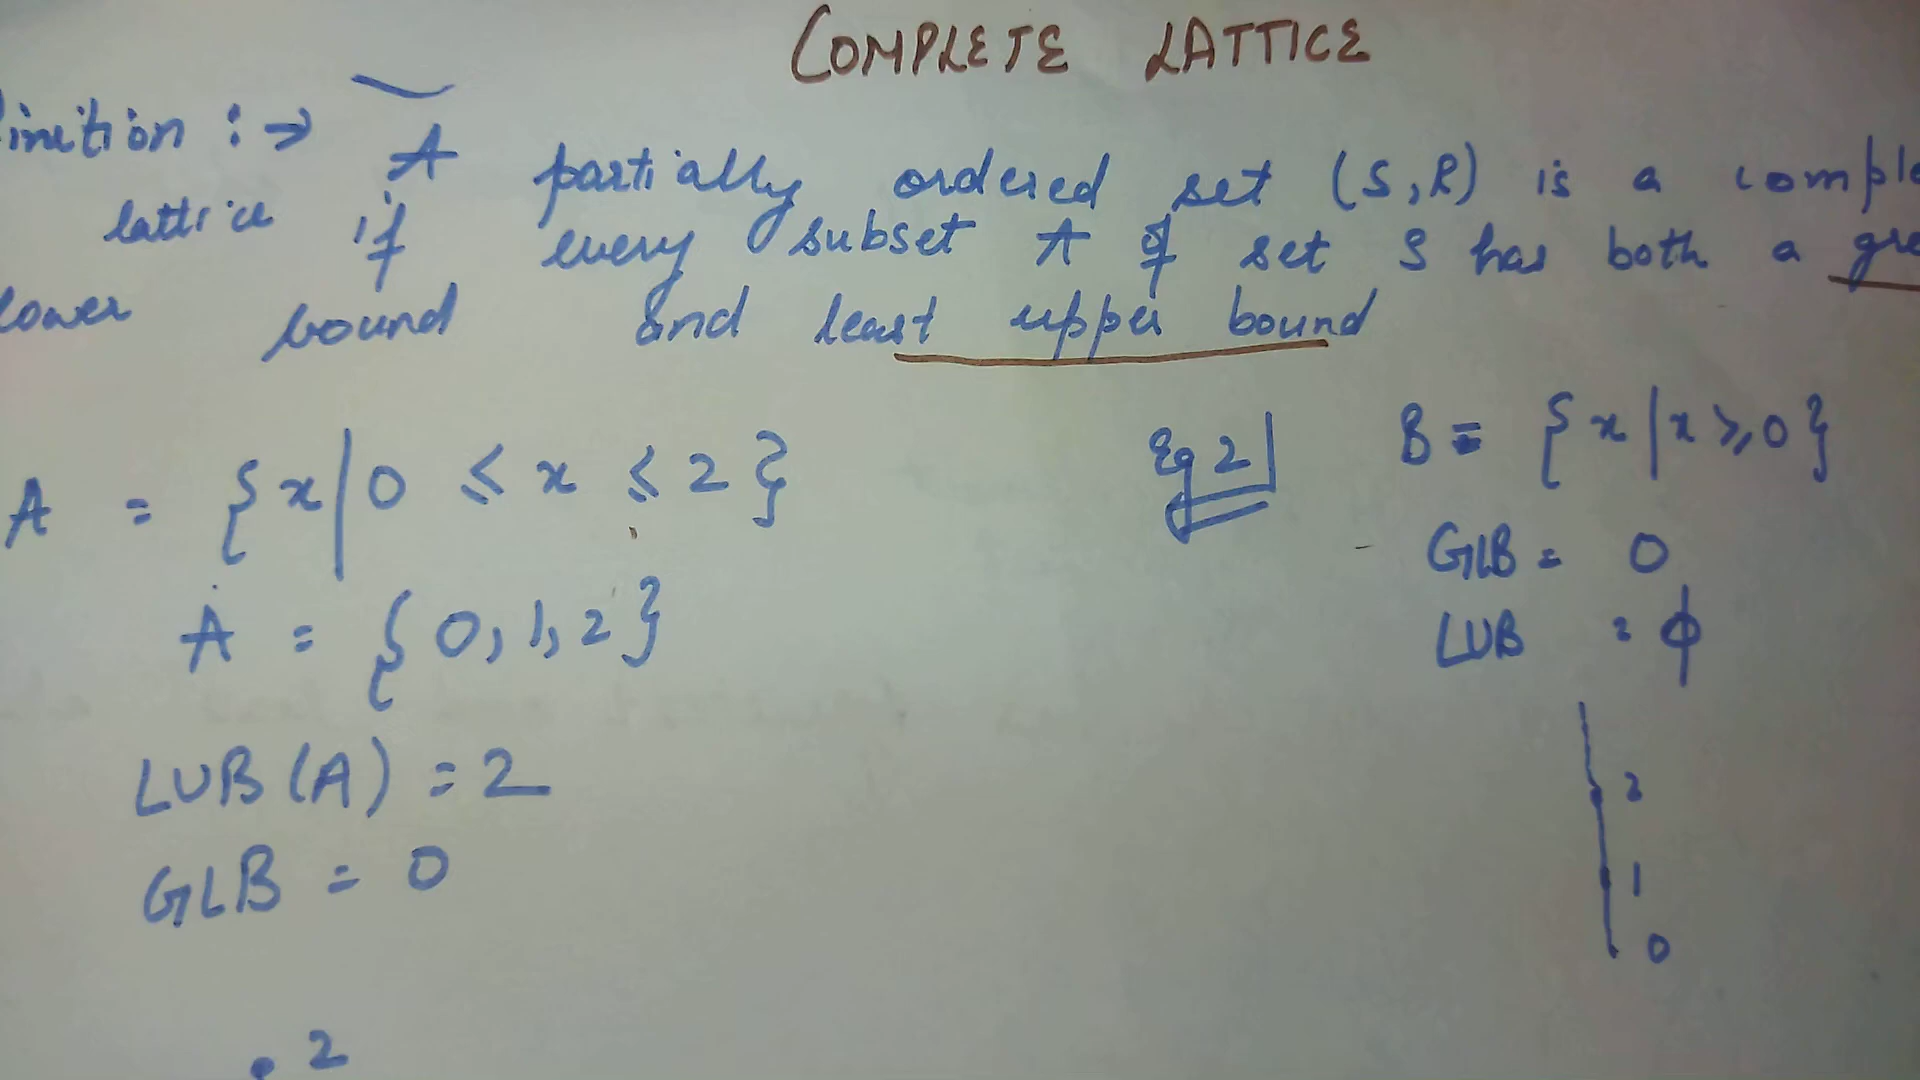 COMPLETE LATTICE
inition :→ A partially ordered set (S,R) is a comple
lattice if every subset A of set S has both a gre
lower bound and least upper bound
A = {x|0 ≤ x ≤ 2}
A = {0,1,2}
LUB(A) = 2
GLB = 0
2
Eg 2|
B = {x|x ≥ 0}
GLB = 0
LUB = ϕ
2
1
0